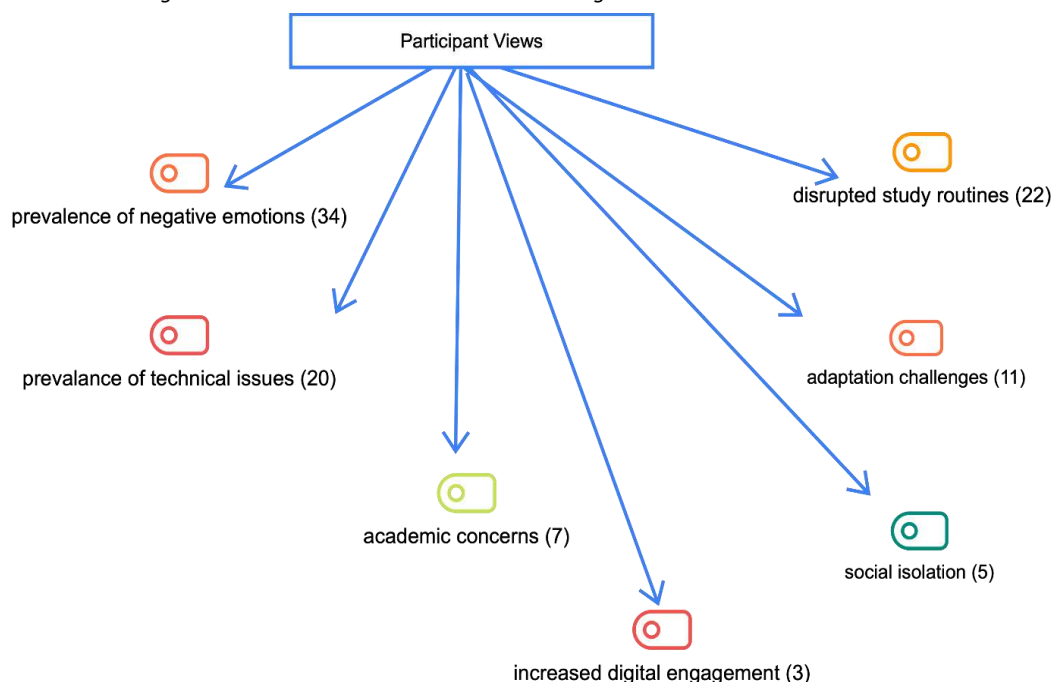 Participant Views
prevalence of negative emotions (34)
disrupted study routines (22)
prevalance of technical issues (20)
adaptation challenges (11)
academic concerns (7)
social isolation (5)
increased digital engagement (3)